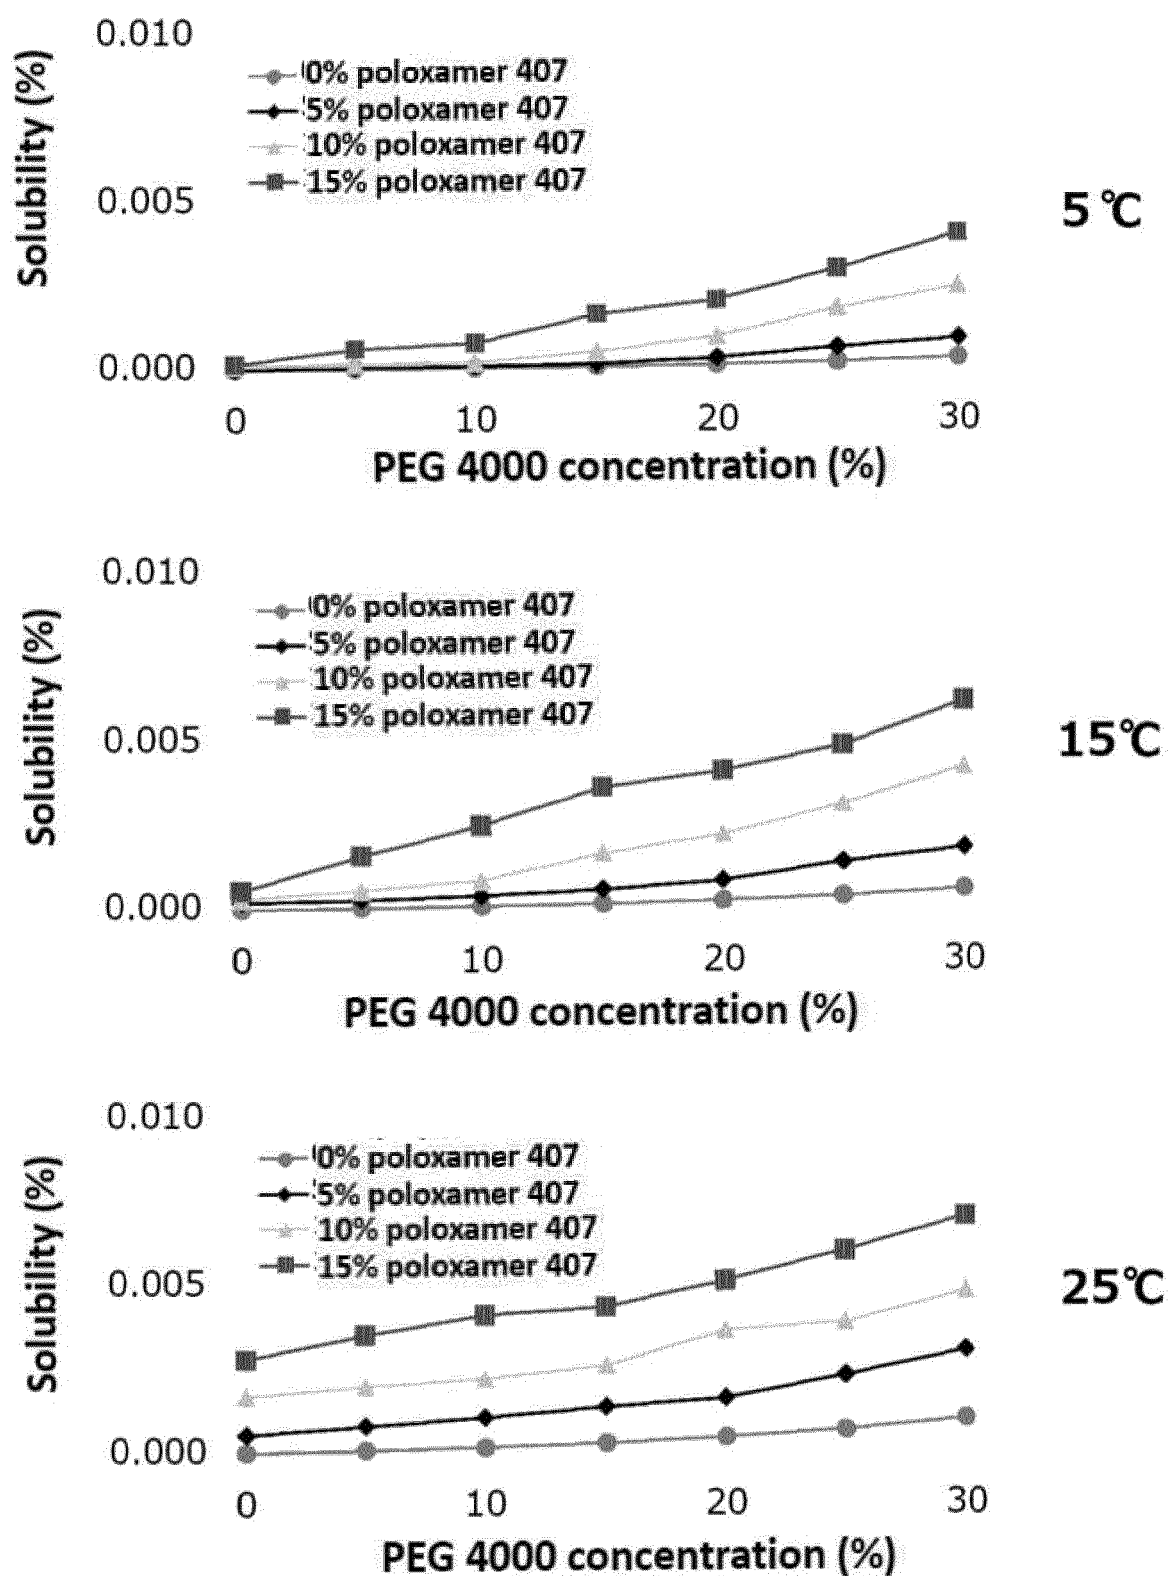 0.010
0% poloxamer 407
5% poloxamer 407
10% poloxamer 407
15% poloxamer 407
Solubility (%)
0.005
5℃
0.000
0 10 20 30
PEG 4000 concentration (%)
0.010
0% poloxamer 407
5% poloxamer 407
10% poloxamer 407
15% poloxamer 407
Solubility (%)
0.005
15℃
0.000
0 10 20 30
PEG 4000 concentration (%)
0.010
0% poloxamer 407
5% poloxamer 407
10% poloxamer 407
15% poloxamer 407
Solubility (%)
0.005
25℃
0.000
0 10 20 30
PEG 4000 concentration (%)